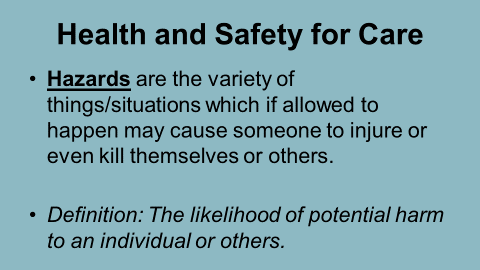 Health and Safety for Care
• Hazards are the variety of
things/situations which if allowed to
happen may cause someone to injure or
even kill themselves or others.
• Definition: The likelihood of potential harm
to an individual or others.